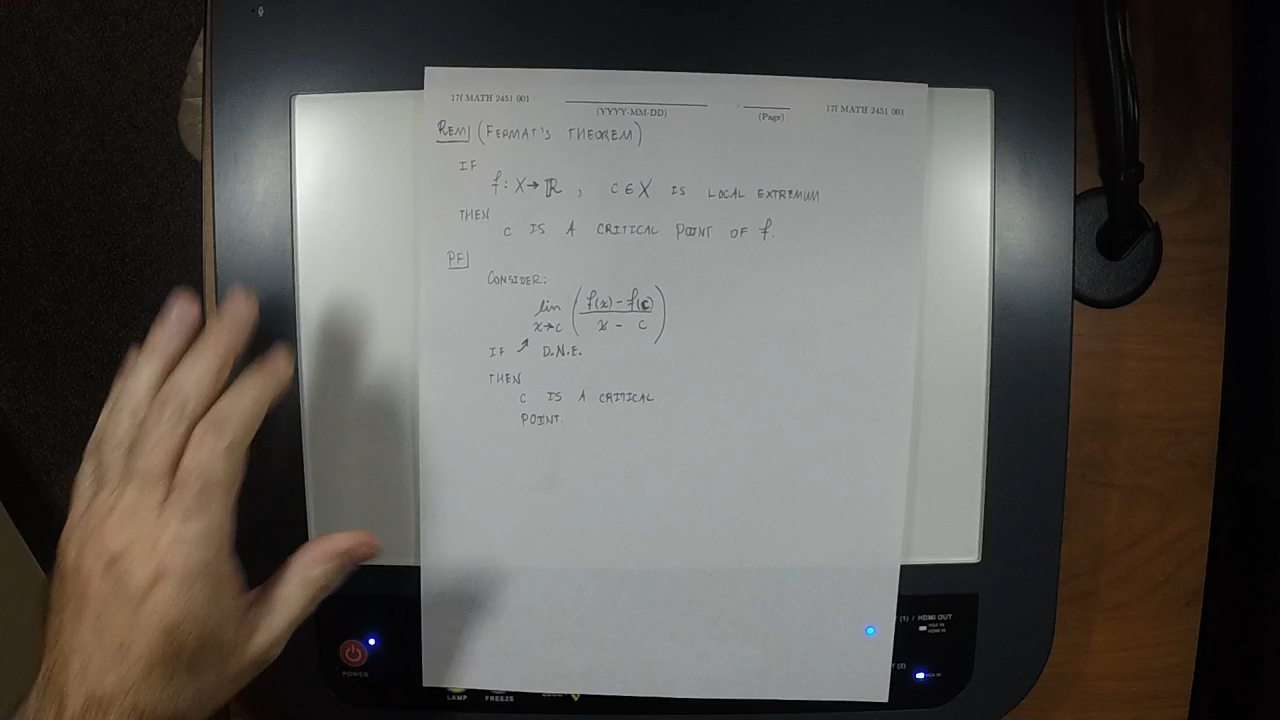 17f MATH 2451 001
(YYYY-MM-DD)
(Page)
17f MATH 2451 001
REM (FERMAT'S THEOREM)
IF
f: X→ℝ, C∈X IS LOCAL EXTREMUM
THEN
C IS A CRITICAL POINT OF f.
PF
CONSIDER:
lim x→c ( f(x) - f(c) / x - c )
IF ↗ D.N.E.
THEN
C IS A CRITICAL
POINT.
POWER
LAMP
FREEZE
(1) / HDMI OUT